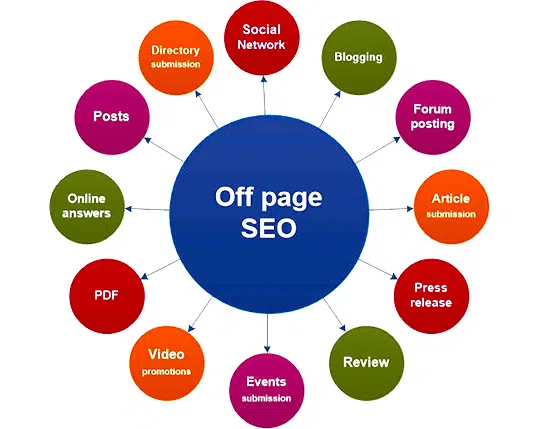 Off page
SEO
Social
Network
Blogging
Forum
posting
Article
submission
Press
release
Review
Events
submission
Video
promotions
PDF
Online
answers
Posts
Directory
submission